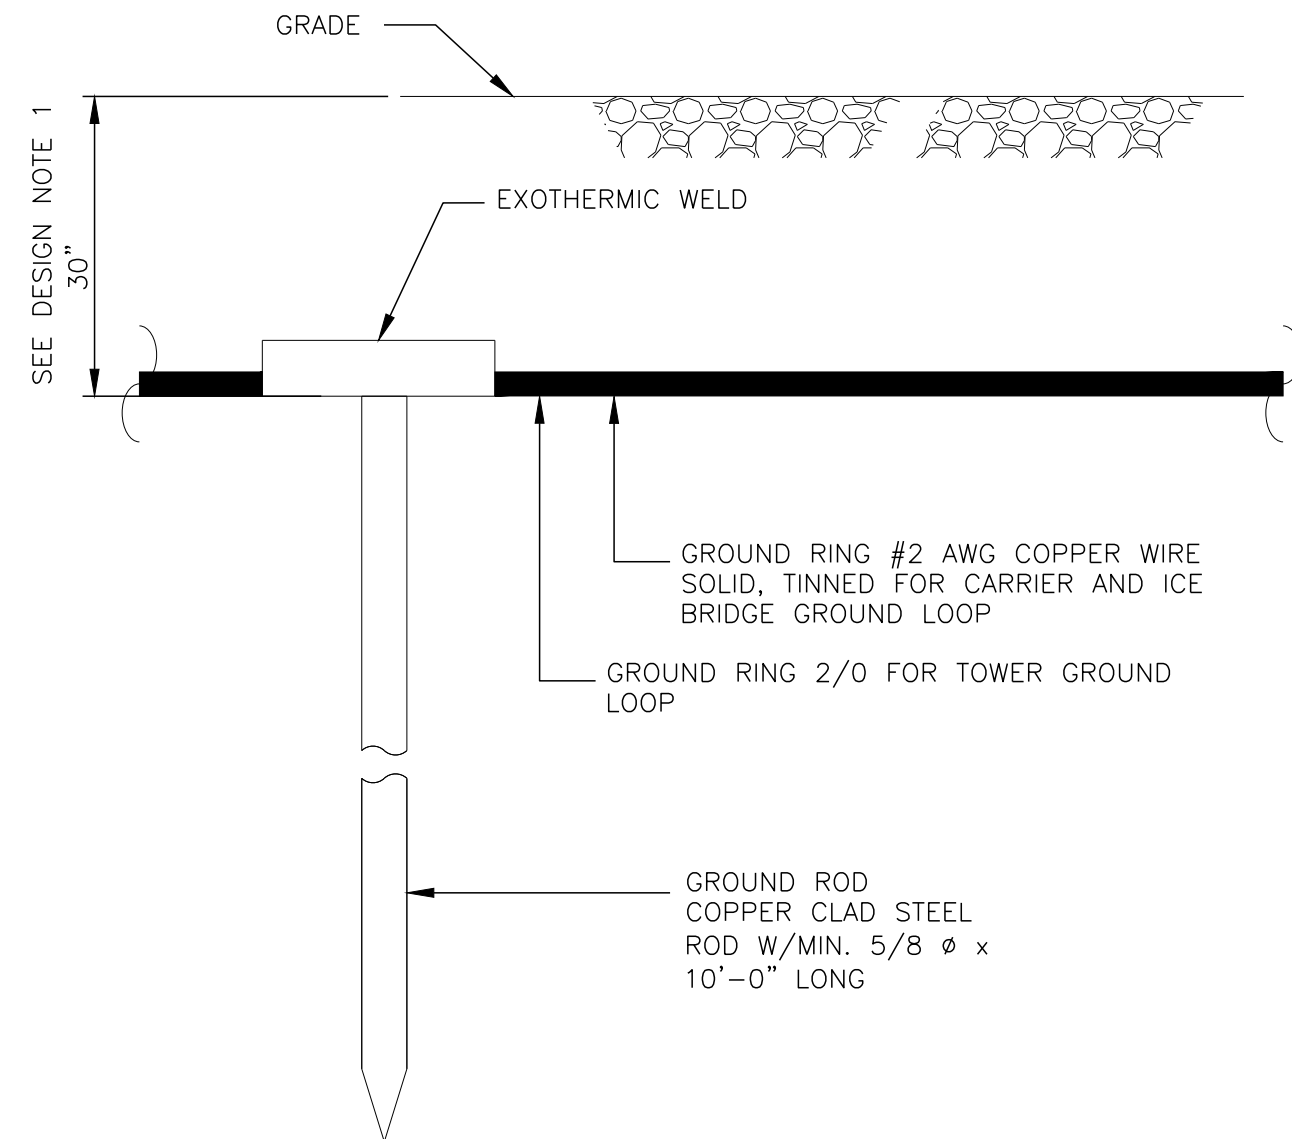 GRADE
SEE DESIGN NOTE 1
30”
EXOTHERMIC WELD
GROUND RING #2 AWG COPPER WIRE
SOLID, TINNED FOR CARRIER AND ICE
BRIDGE GROUND LOOP
GROUND RING 2/0 FOR TOWER GROUND
LOOP
GROUND ROD
COPPER CLAD STEEL
ROD W/MIN. 5/8 ø x
10’-0” LONG